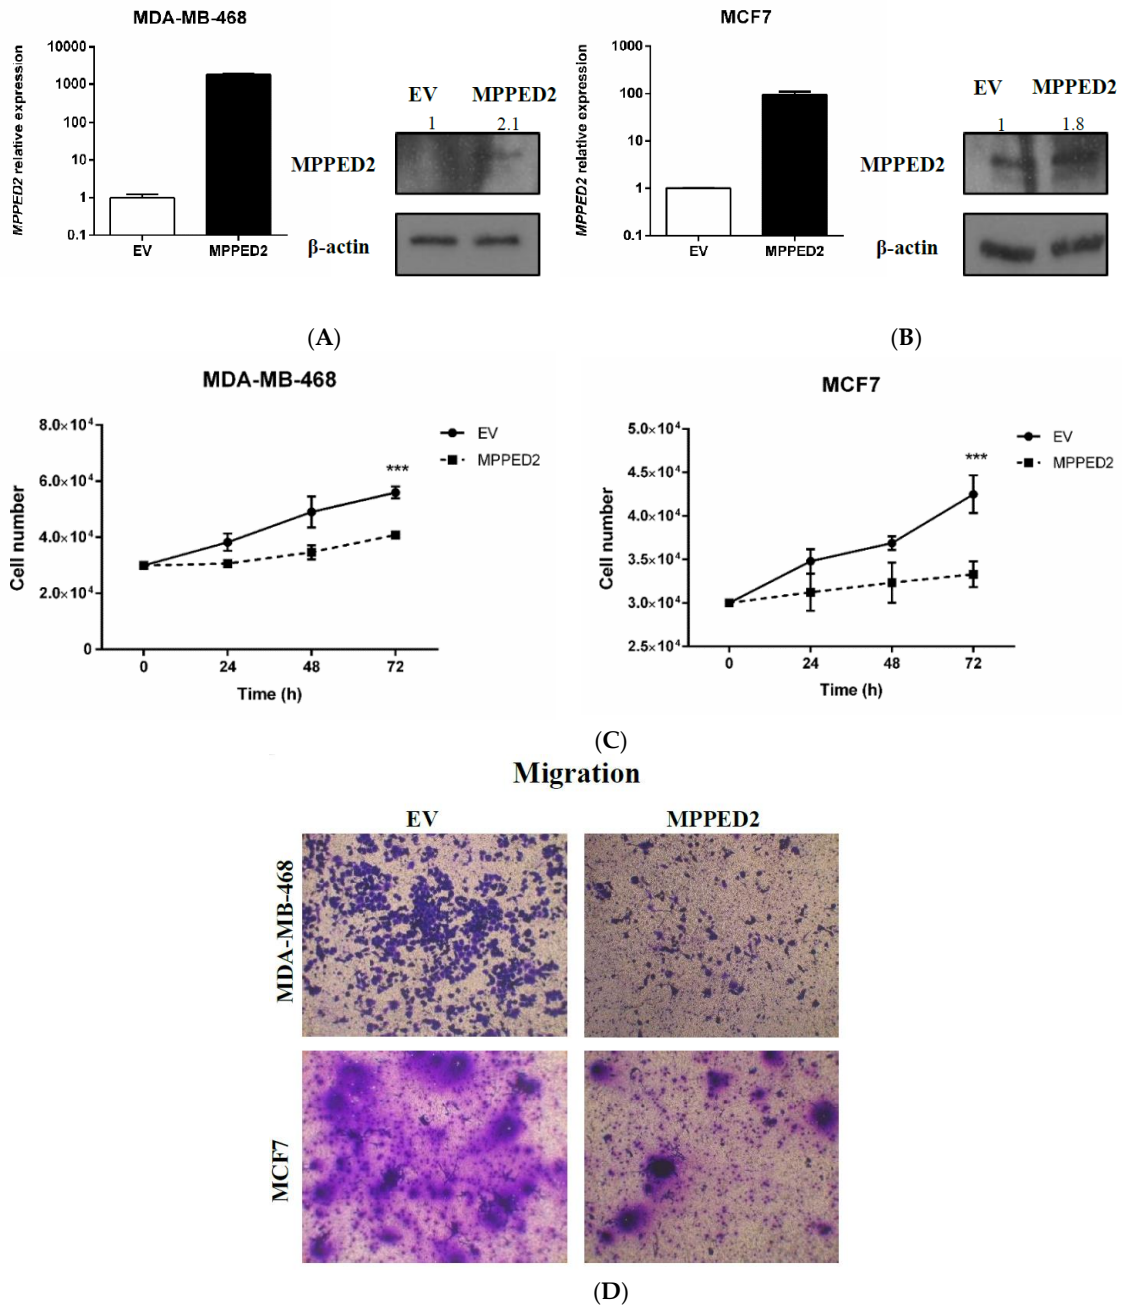 MDA-MB-468
MPPED2 relative expression
10000
1000
100
10
1
0.1
EV
MPPED2
EV MPPED2
1 2.1
MPPED2
β-actin
(A)
MCF7
MPPED2 relative expression
1000
100
10
1
0.1
EV
MPPED2
EV MPPED2
1 1.8
MPPED2
β-actin
(B)
MDA-MB-468
Cell number
8.0×10⁴
6.0×10⁴
4.0×10⁴
2.0×10⁴
0
0 24 48 72
Time (h)
***
EV
MPPED2
MCF7
Cell number
5.0×10⁴
4.5×10⁴
4.0×10⁴
3.5×10⁴
3.0×10⁴
2.5×10⁴
0 24 48 72
Time (h)
***
EV
MPPED2
(C)
Migration
EV MPPED2
MDA-MB-468
MCF7
(D)